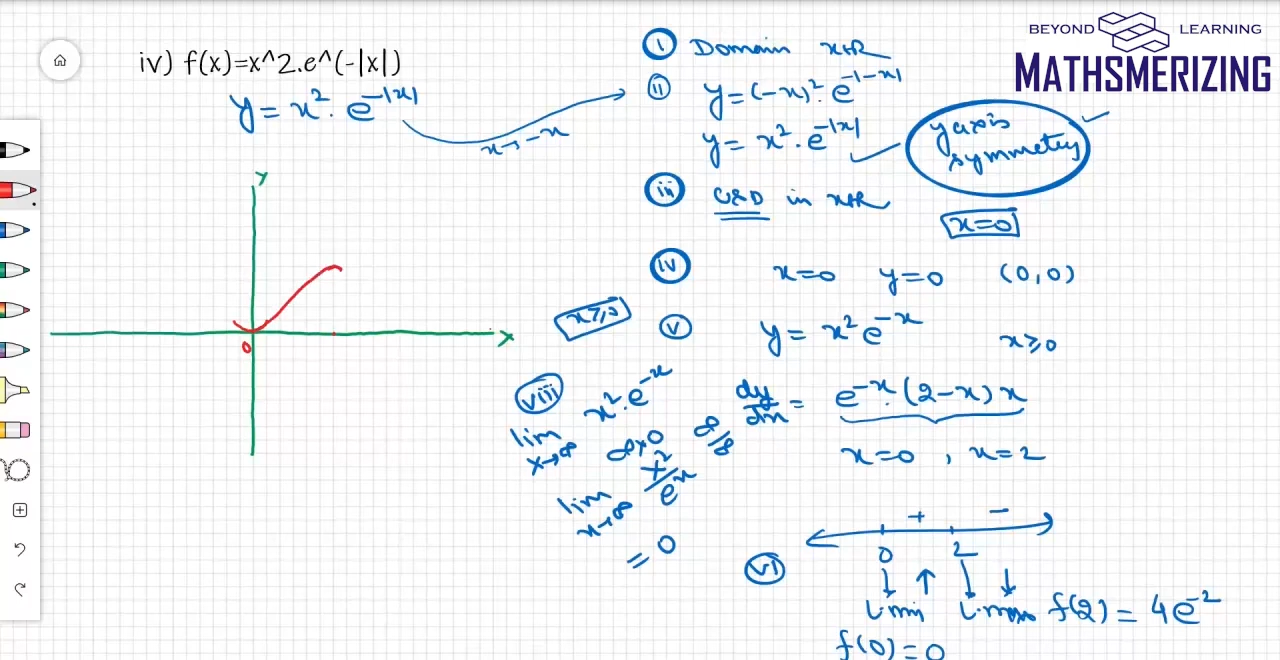 iv) f(x)=x^2.e^(-|x|)
y = x². e^-|x|
x→-x
Y
X
0
BEYOND LEARNING
MATHSMERIZING
i Domain x∈R
ii y = (-x)². e^-|-x|
y = x². e^-|x|
y axis
symmetry
iii C&D in x∈R
x=0
iv x=0 y=0 (0,0)
x≥0
v y = x² e^-x x≥0
dy/dx = e^-x. (2-x) x
x=0 , x=2
viii x². e^-x
lim x→∞ ∞×0 ∞/∞
lim x→∞ x²/e^x
= 0
vi
+ -
0 2
↓ ↑ ↓ ↓
L.min L.max f(2) = 4e^-2
f(0)=0